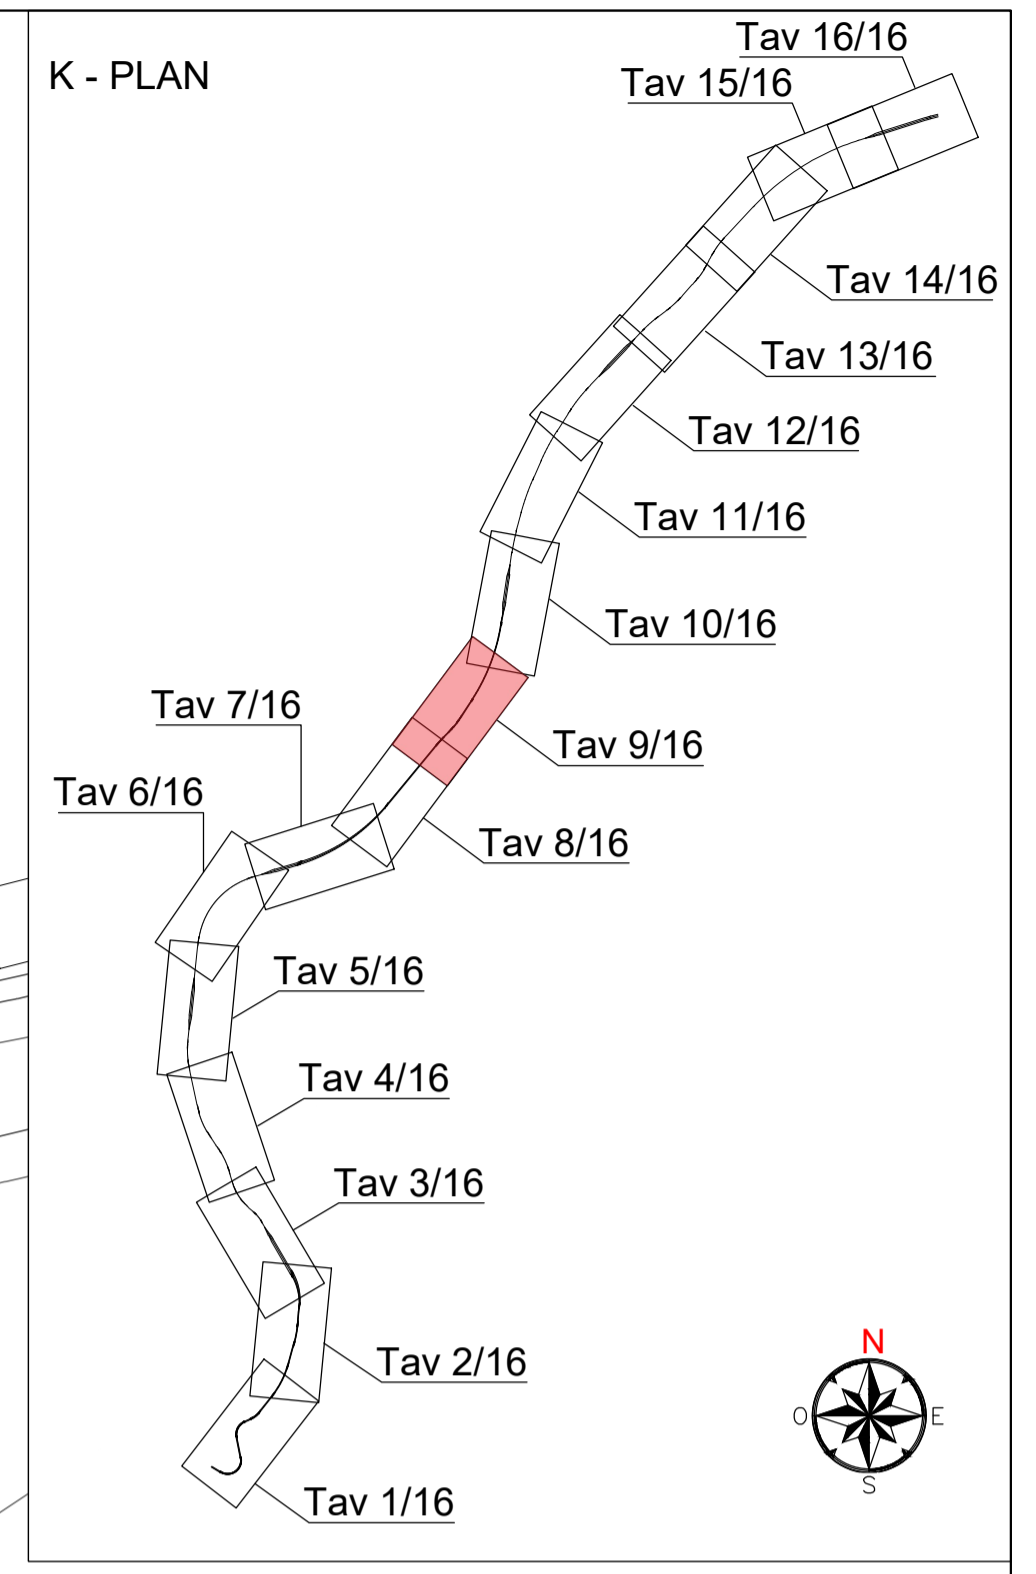 K - PLAN
Tav 16/16
Tav 15/16
Tav 14/16
Tav 13/16
Tav 12/16
Tav 11/16
Tav 10/16
Tav 9/16
Tav 8/16
Tav 7/16
Tav 6/16
Tav 5/16
Tav 4/16
Tav 3/16
Tav 2/16
Tav 1/16
N
O
E
S